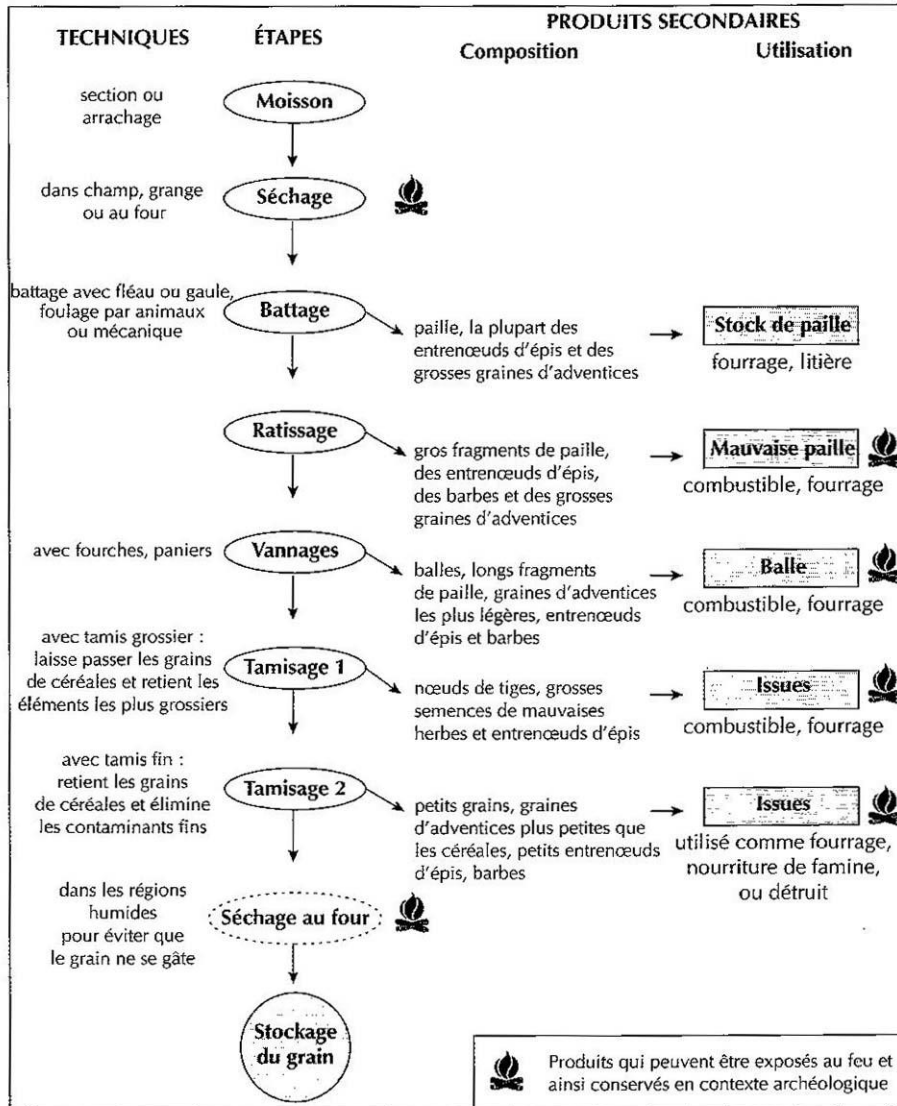 TECHNIQUES
ÉTAPES
PRODUITS SECONDAIRES
Composition
Utilisation
section ou
arrachage
Moisson
dans champ, grange
ou au four
Séchage
battage avec fléau ou gaule,
foulage par animaux
ou mécanique
Battage
paille, la plupart des
entrenœuds d'épis et des
grosses graines d'adventices
Stock de paille
fourrage, litière
Ratissage
gros fragments de paille,
des entrenœuds d'épis,
des barbes et des grosses
graines d'adventices
Mauvaise paille
combustible, fourrage
avec fourches, paniers
Vannages
balles, longs fragments
de paille, graines d'adventices
les plus légères, entrenœuds
d'épis et barbes
Balle
combustible, fourrage
avec tamis grossier :
laisse passer les grains
de céréales et retient les
éléments les plus grossiers
Tamisage 1
nœuds de tiges, grosses
semences de mauvaises
herbes et entrenœuds d'épis
Issues
combustible, fourrage
avec tamis fin :
retient les grains
de céréales et élimine
les contaminants fins
Tamisage 2
petits grains, graines
d'adventices plus petites que
les céréales, petits entrenœuds
d'épis, barbes
Issues
utilisé comme fourrage,
nourriture de famine,
ou détruit
dans les régions
humides
pour éviter que
le grain ne se gâte
Séchage au four
Stockage
du grain
Produits qui peuvent être exposés au feu et
ainsi conservés en contexte archéologique